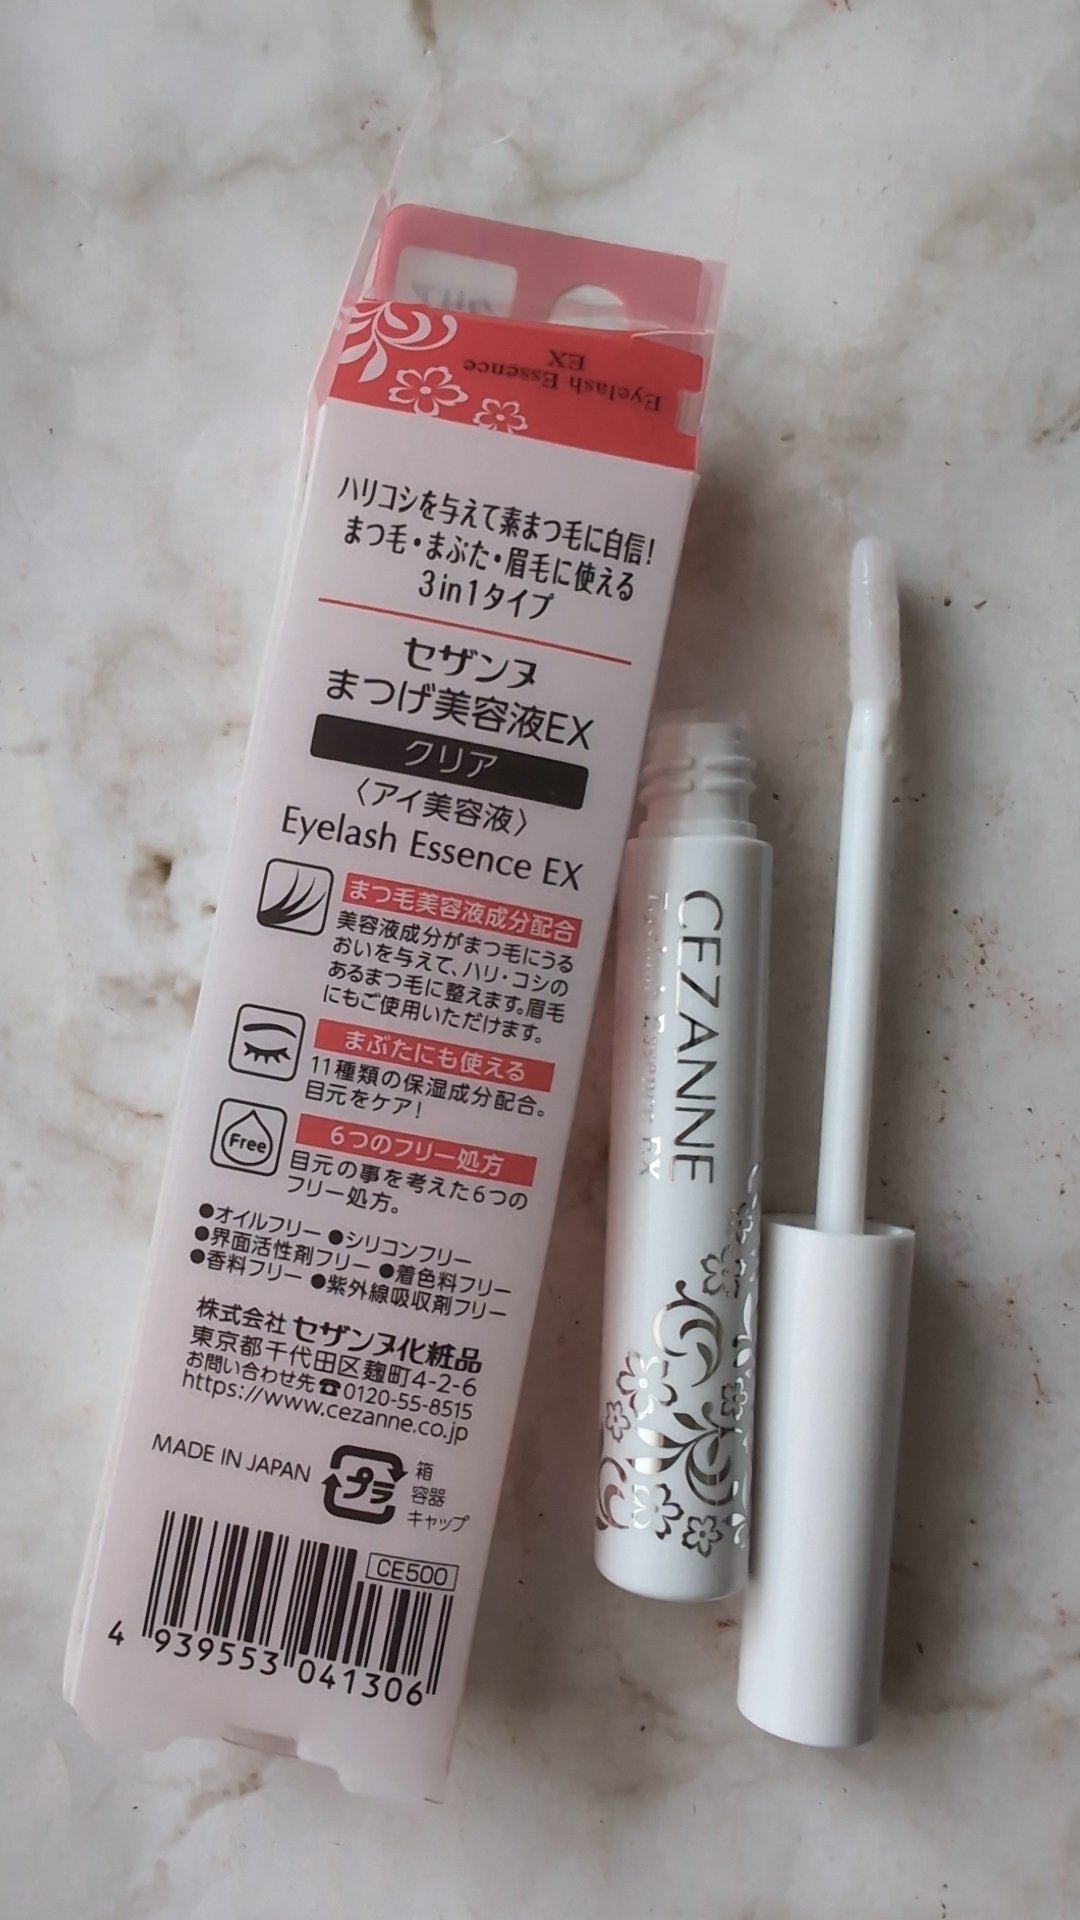 Eyelash Essence
EX
ハリコシを与えて素まつ毛に自信!
まつ毛・まぶた・眉毛に使える
3in1タイプ
セザンヌ
まつげ美容液EX
クリア
〈アイ美容液〉
Eyelash Essence EX
まつ毛美容液成分配合
美容液成分がまつ毛にうる
おいを与えて、ハリ・コシの
あるまつ毛に整えます。眉毛
にもご使用いただけます。
まぶたにも使える
11種類の保湿成分配合。
目元をケア!
Free
6つのフリー処方
目元の事を考えた6つの
フリー処方。
●オイルフリー ●シリコンフリー
●界面活性剤フリー ●着色料フリー
●香料フリー ●紫外線吸収剤フリー
株式会社 セザンヌ化粧品
東京都千代田区麹町4-2-6
お問い合わせ先☎0120-55-8515
https://www.cezanne.co.jp
MADE IN JAPAN
プラ
箱
容器
キャップ
CE500
4 939553 041306
CEZANNE
Eyelash Essence EX